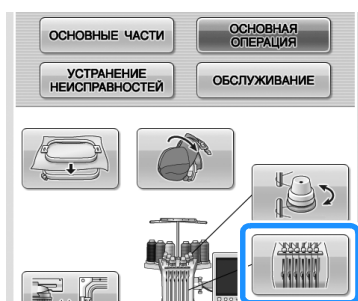 ОСНОВНЫЕ ЧАСТИ
ОСНОВНАЯ
ОПЕРАЦИЯ
УСТРАНЕНИЕ
НЕИСПРАВНОСТЕЙ
ОБСЛУЖИВАНИЕ